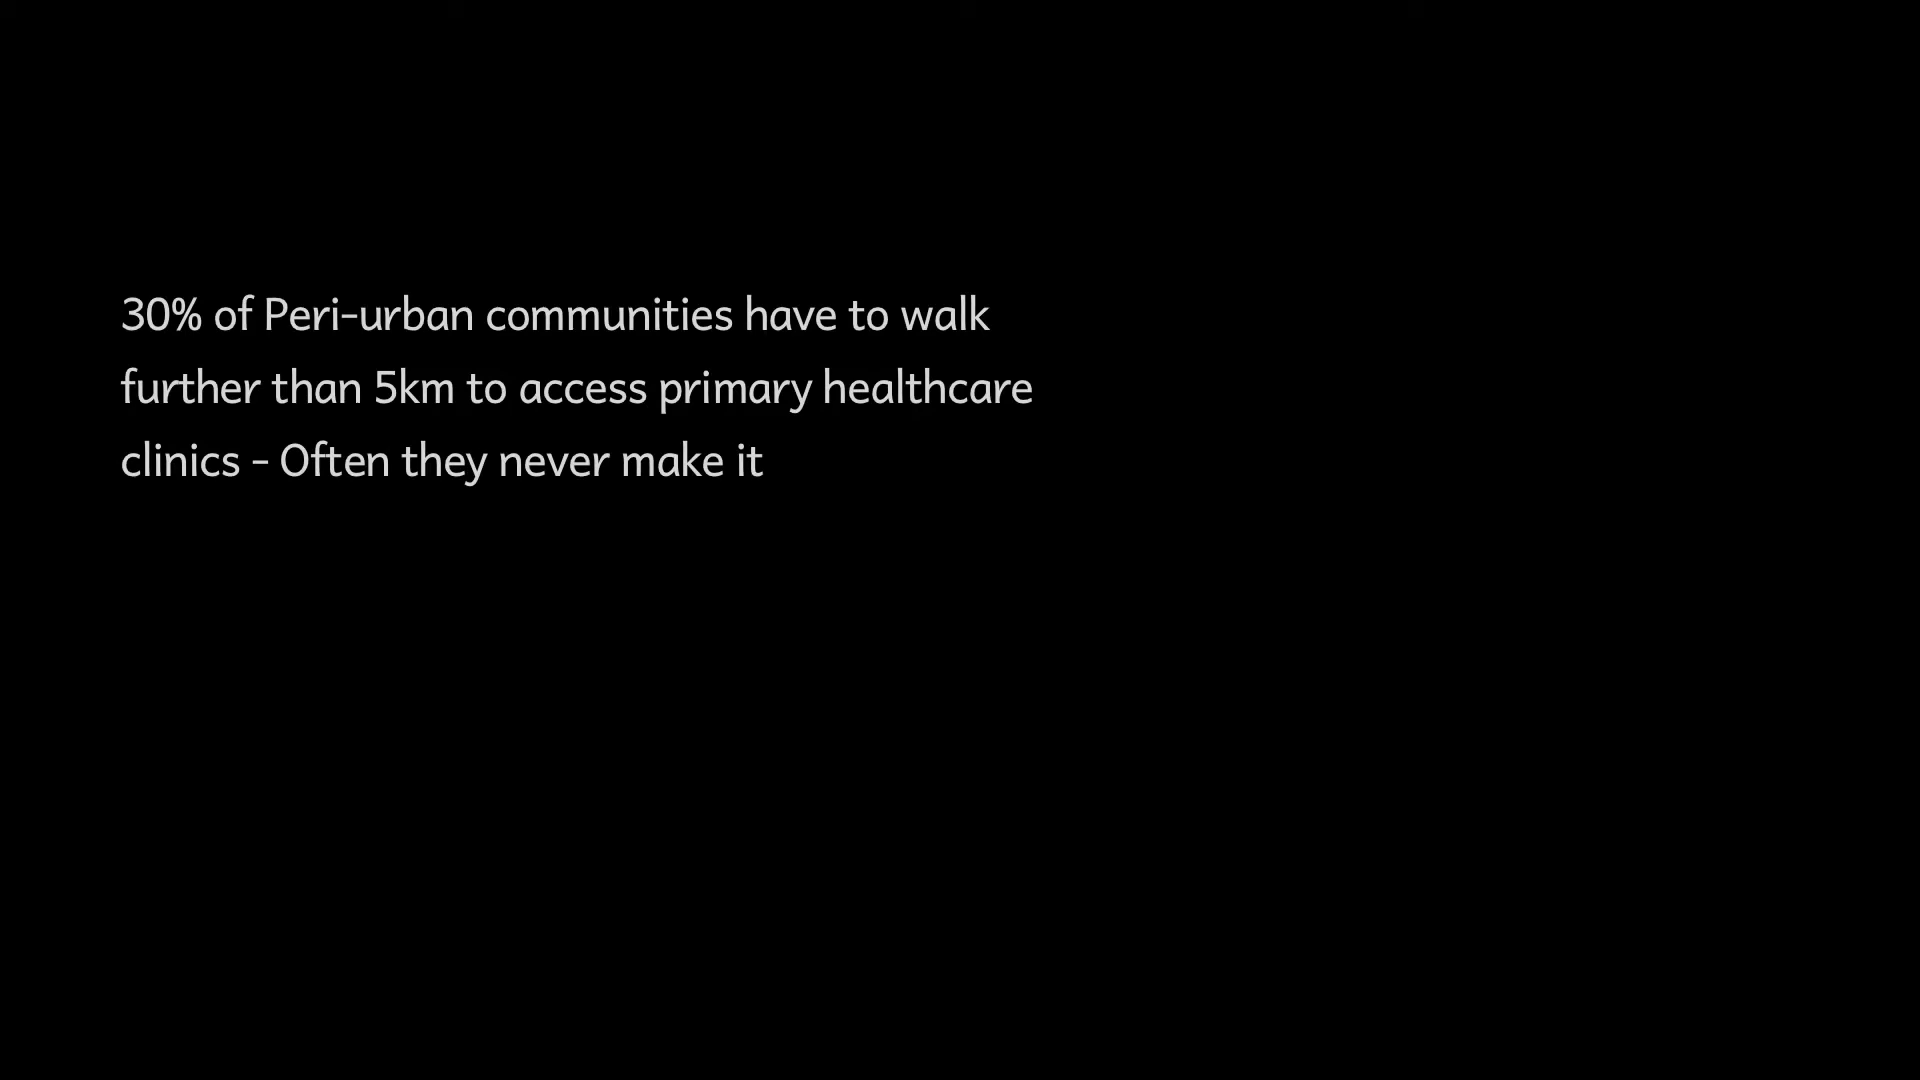 30% of Peri-urban communities have to walk
further than 5km to access primary healthcare
clinics - Often they never make it